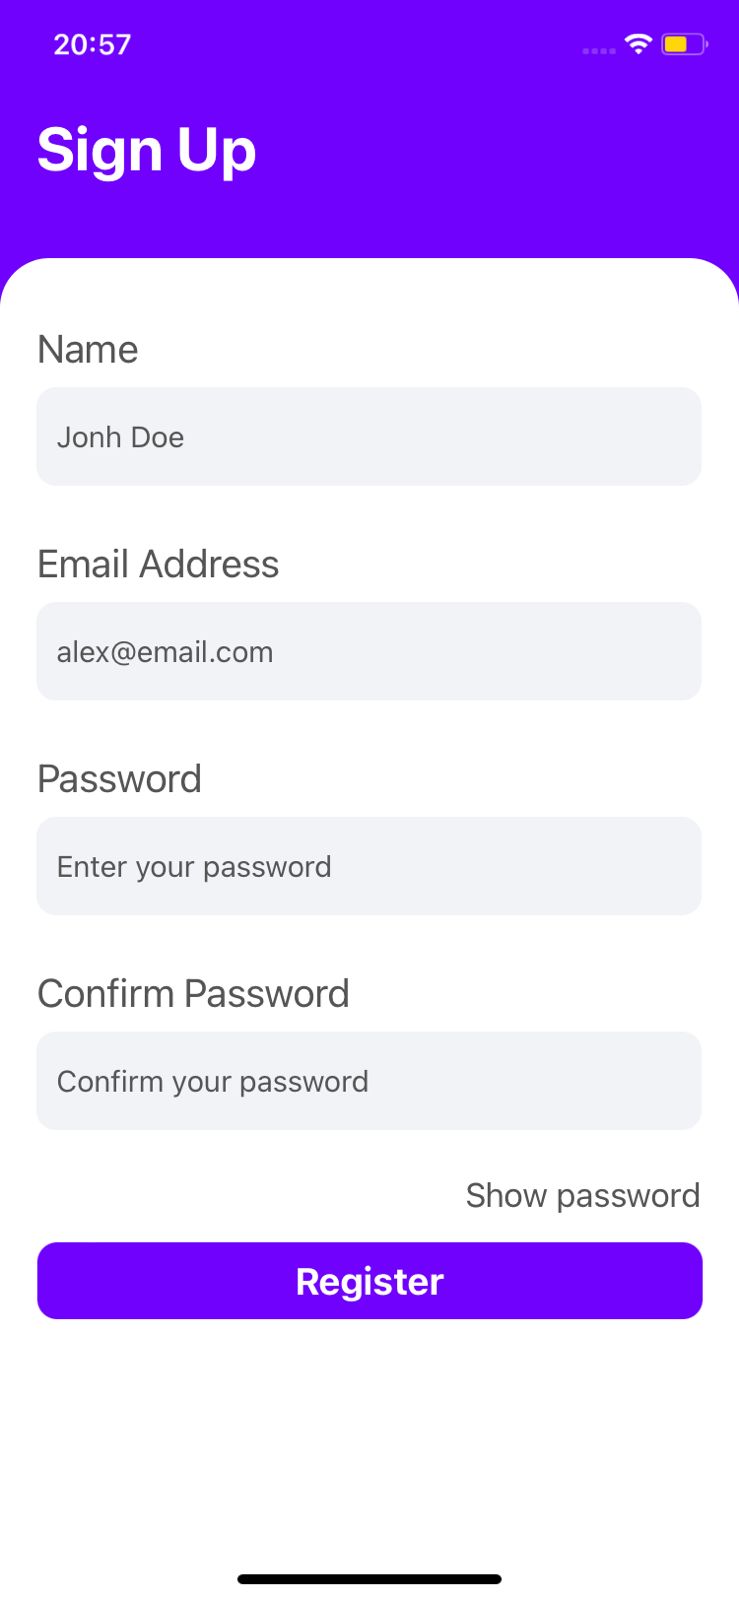 20:57
Sign Up
Name
Jonh Doe
Email Address
alex@email.com
Password
Enter your password
Confirm Password
Confirm your password
Show password
Register